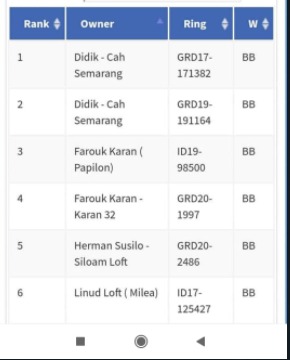 Rank Owner Ring W
1 Didik - Cah GRD17- BB
Semarang 171382
2 Didik - Cah GRD19- BB
Semarang 191164
3 Farouk Karan ( ID19- BB
Papilon) 98500
4 Farouk Karan - GRD20- BB
Karan 32 1997
5 Herman Susilo - GRD20- BB
Siloam Loft 2486
6 Linud Loft ( Milea) ID17- BB
125427